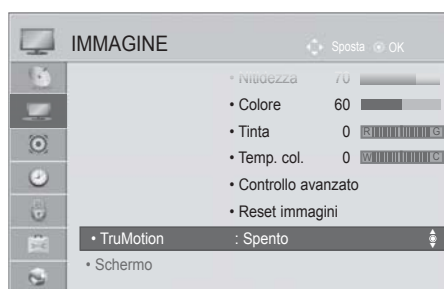 IMMAGINE
Sposta OK
• Nitidezza 70
• Colore 60
• Tinta 0 R G
• Temp. col. 0 W C
• Controllo avanzato
• Reset immagini
• TruMotion : Spento
• Schermo